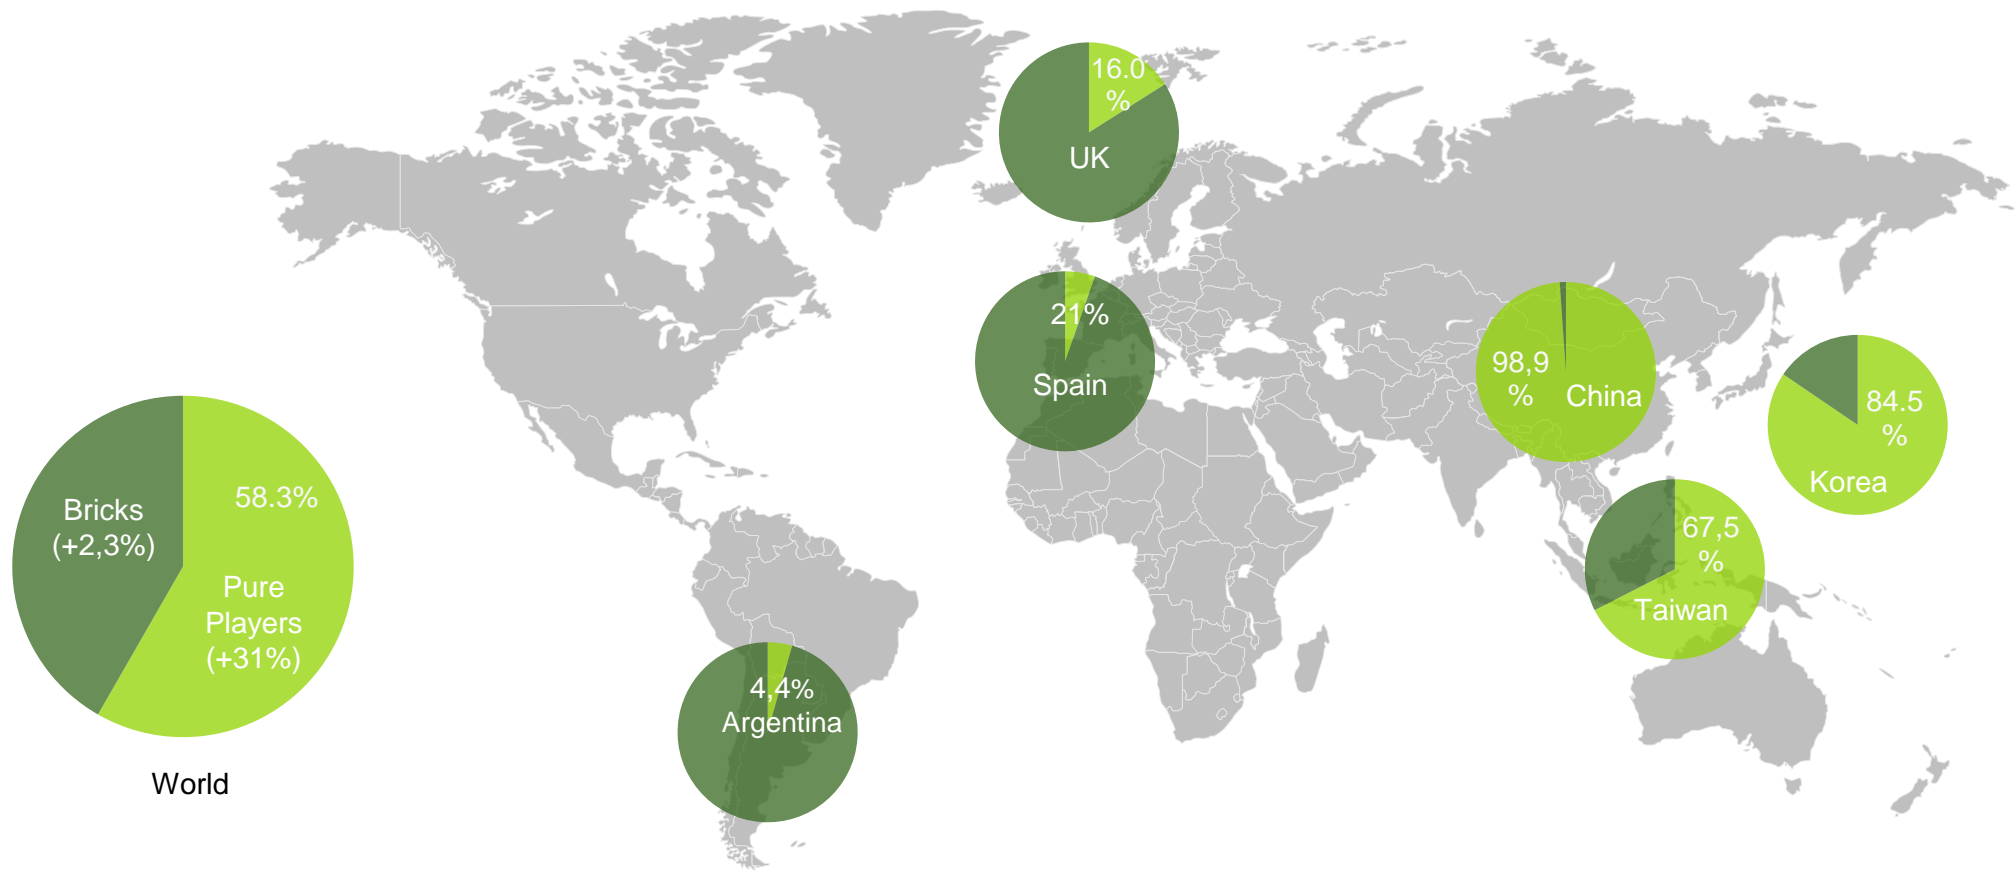 16.0
%
UK
21%
Spain
98,9
%
China
84.5
%
Korea
67,5
%
Taiwan
58.3%
Bricks
(+2,3%)
Pure
Players
(+31%)
World
4,4%
Argentina